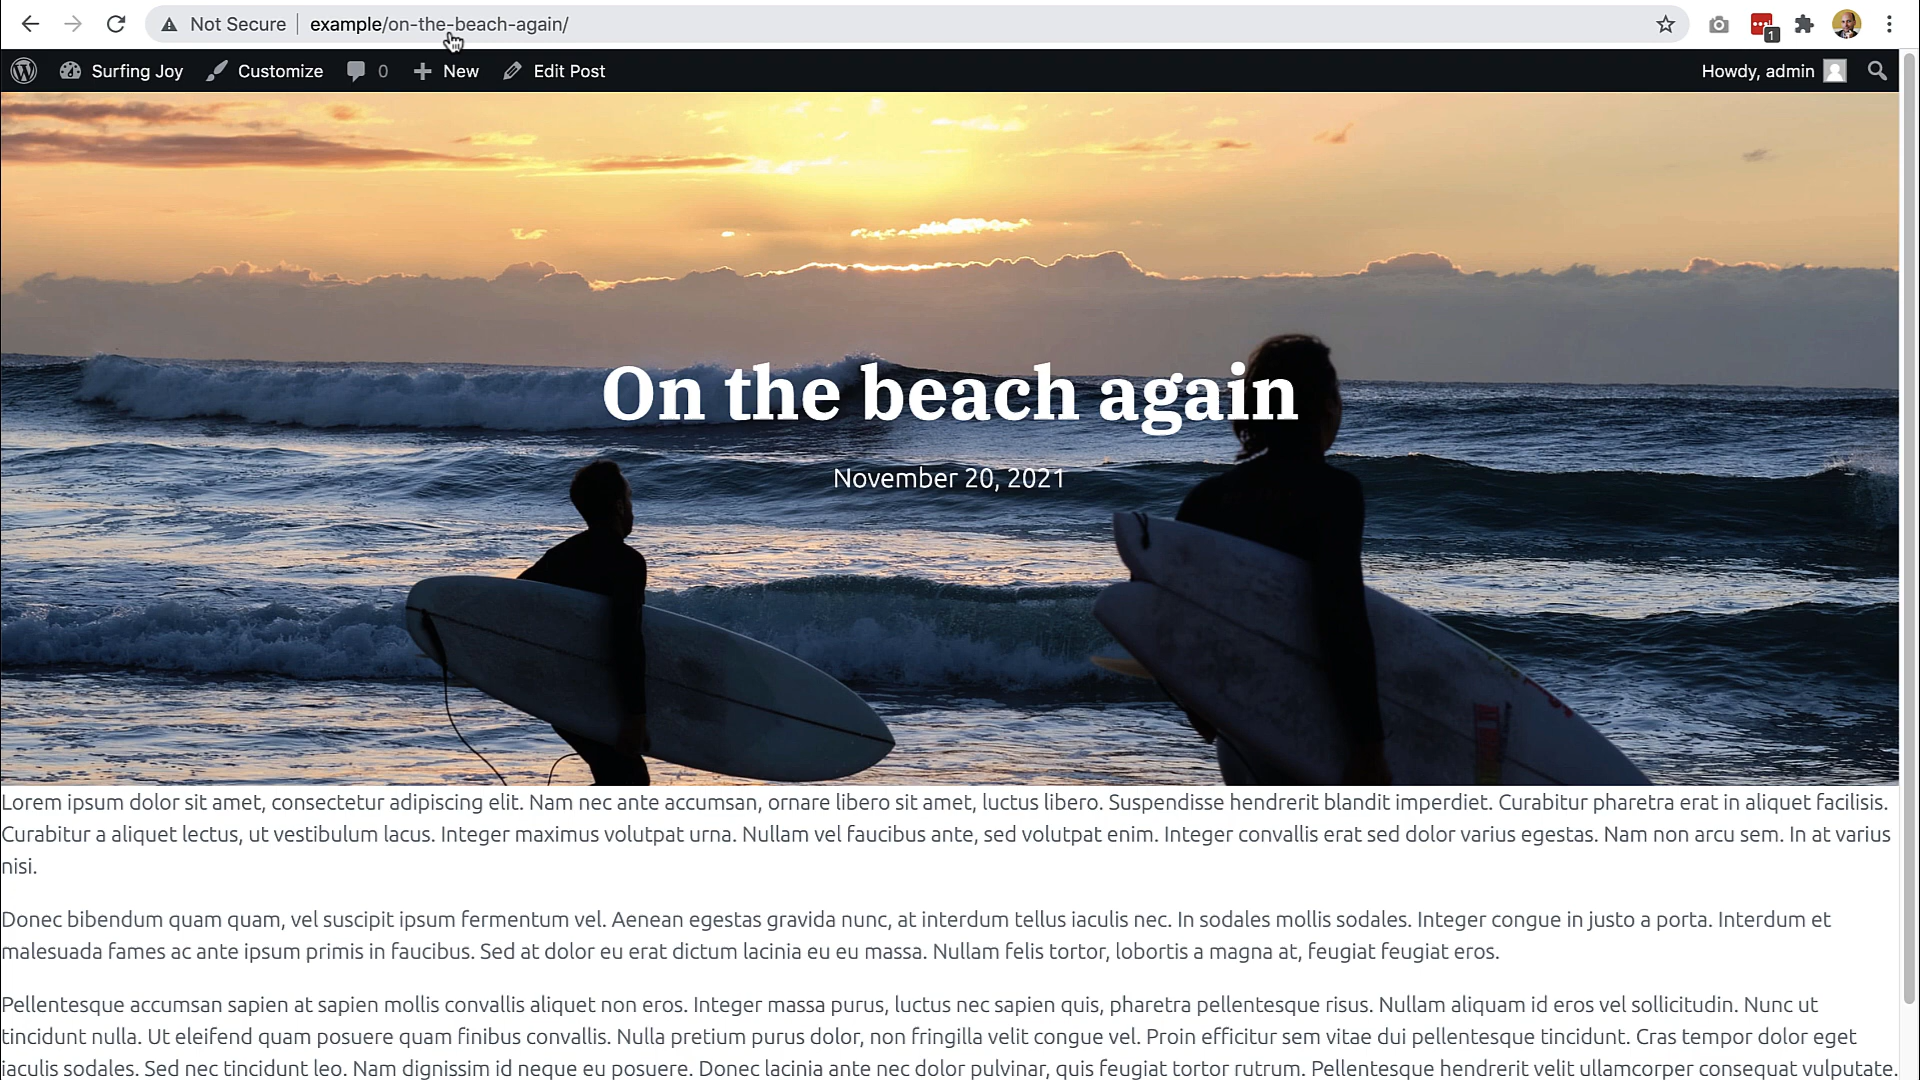 Not Secure example/on-the-beach-again/ 1
Surfing Joy Customize 0 New Edit Post Howdy, admin
On the beach again
November 20, 2021
Lorem ipsum dolor sit amet, consectetur adipiscing elit. Nam nec ante accumsan, ornare libero sit amet, luctus libero. Suspendisse hendrerit blandit imperdiet. Curabitur pharetra erat in aliquet facilisis.
Curabitur a aliquet lectus, ut vestibulum lacus. Integer maximus volutpat urna. Nullam vel faucibus ante, sed volutpat enim. Integer convallis erat sed dolor varius egestas. Nam non arcu sem. In at varius
nisi.
Donec bibendum quam quam, vel suscipit ipsum fermentum vel. Aenean egestas gravida nunc, at interdum tellus iaculis nec. In sodales mollis sodales. Integer congue in justo a porta. Interdum et
malesuada fames ac ante ipsum primis in faucibus. Sed at dolor eu erat dictum lacinia eu eu massa. Nullam felis tortor, lobortis a magna at, feugiat feugiat eros.
Pellentesque accumsan sapien at sapien mollis convallis aliquet non eros. Integer massa purus, luctus nec sapien quis, pharetra pellentesque risus. Nullam aliquam id eros vel sollicitudin. Nunc ut
tincidunt nulla. Ut eleifend quam posuere quam finibus convallis. Nulla pretium purus dolor, non fringilla velit congue vel. Proin efficitur sem vitae dui pellentesque tincidunt. Cras tempor dolor eget
iaculis sodales. Sed nec tincidunt leo. Nam dignissim id neque eu posuere. Donec lacinia ante nec dolor pulvinar, quis feugiat tortor rutrum. Pellentesque hendrerit velit ullamcorper consequat vulputate.